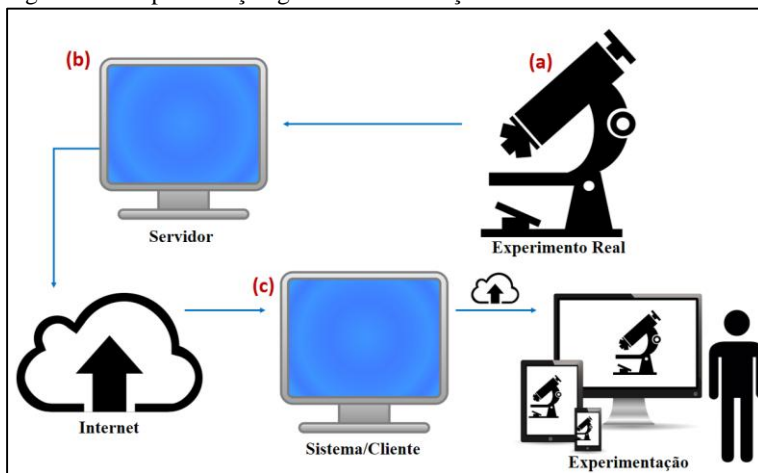 (b)
(a)
Servidor
Experimento Real
(c)
Internet
Sistema/Cliente
Experimentação